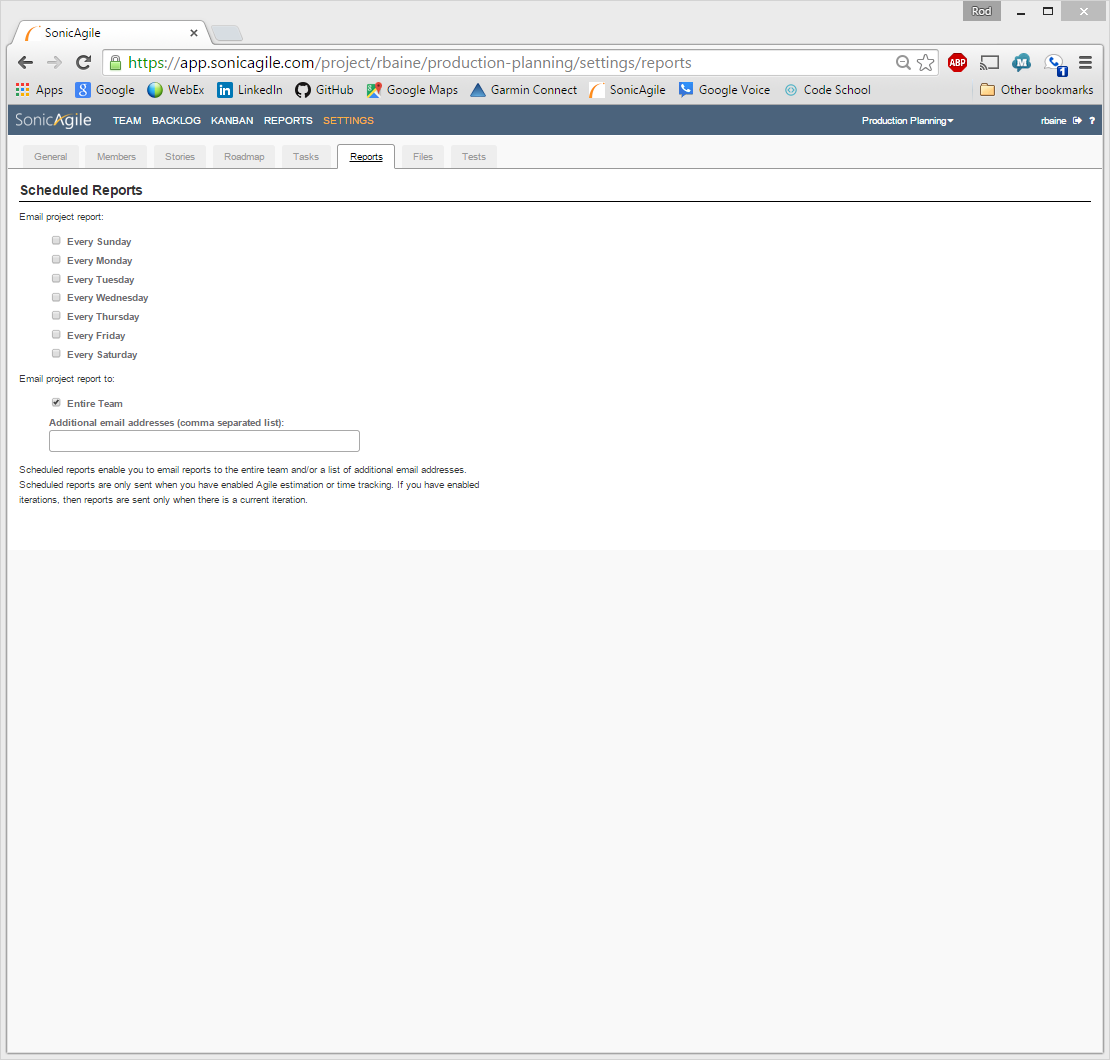 Rod
SonicAgile
https://app.sonicagile.com/project/rbaine/production-planning/settings/reports
ABP
M
1
Apps
8 Google
WebEx
in LinkedIn
GitHub
Google Maps
Garmin Connect
SonicAgile
Google Voice
Code School
Other bookmarks
SonicAgile TEAM BACKLOG KANBAN REPORTS SETTINGS Production Planning rbaine ?
General Members Stories Roadmap Tasks Reports Files Tests
Scheduled Reports
Email project report:
Every Sunday
Every Monday
Every Tuesday
Every Wednesday
Every Thursday
Every Friday
Every Saturday
Email project report to:
Entire Team
Additional email addresses (comma separated list):
Scheduled reports enable you to email reports to the entire team and/or a list of additional email addresses.
Scheduled reports are only sent when you have enabled Agile estimation or time tracking. If you have enabled
iterations, then reports are sent only when there is a current iteration.